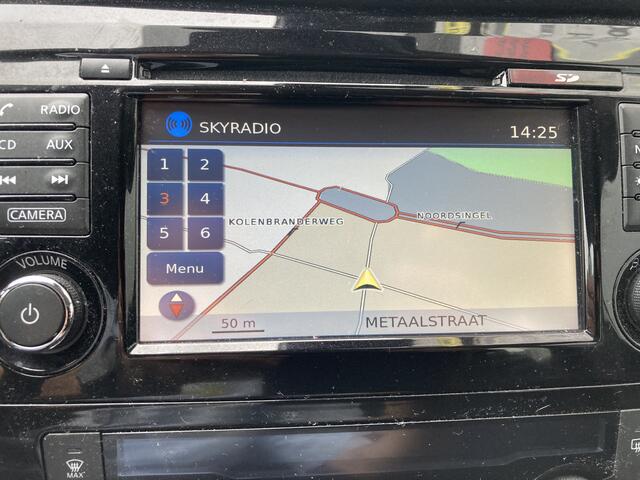 SD
RADIO
CD AUX
CAMERA
VOLUME
MAX
SKYRADIO 14:25
1 2
3 4
5 6
Menu
KOLENBRANDERWEG
NOORDSINGEL
50 m METAALSTRAAT